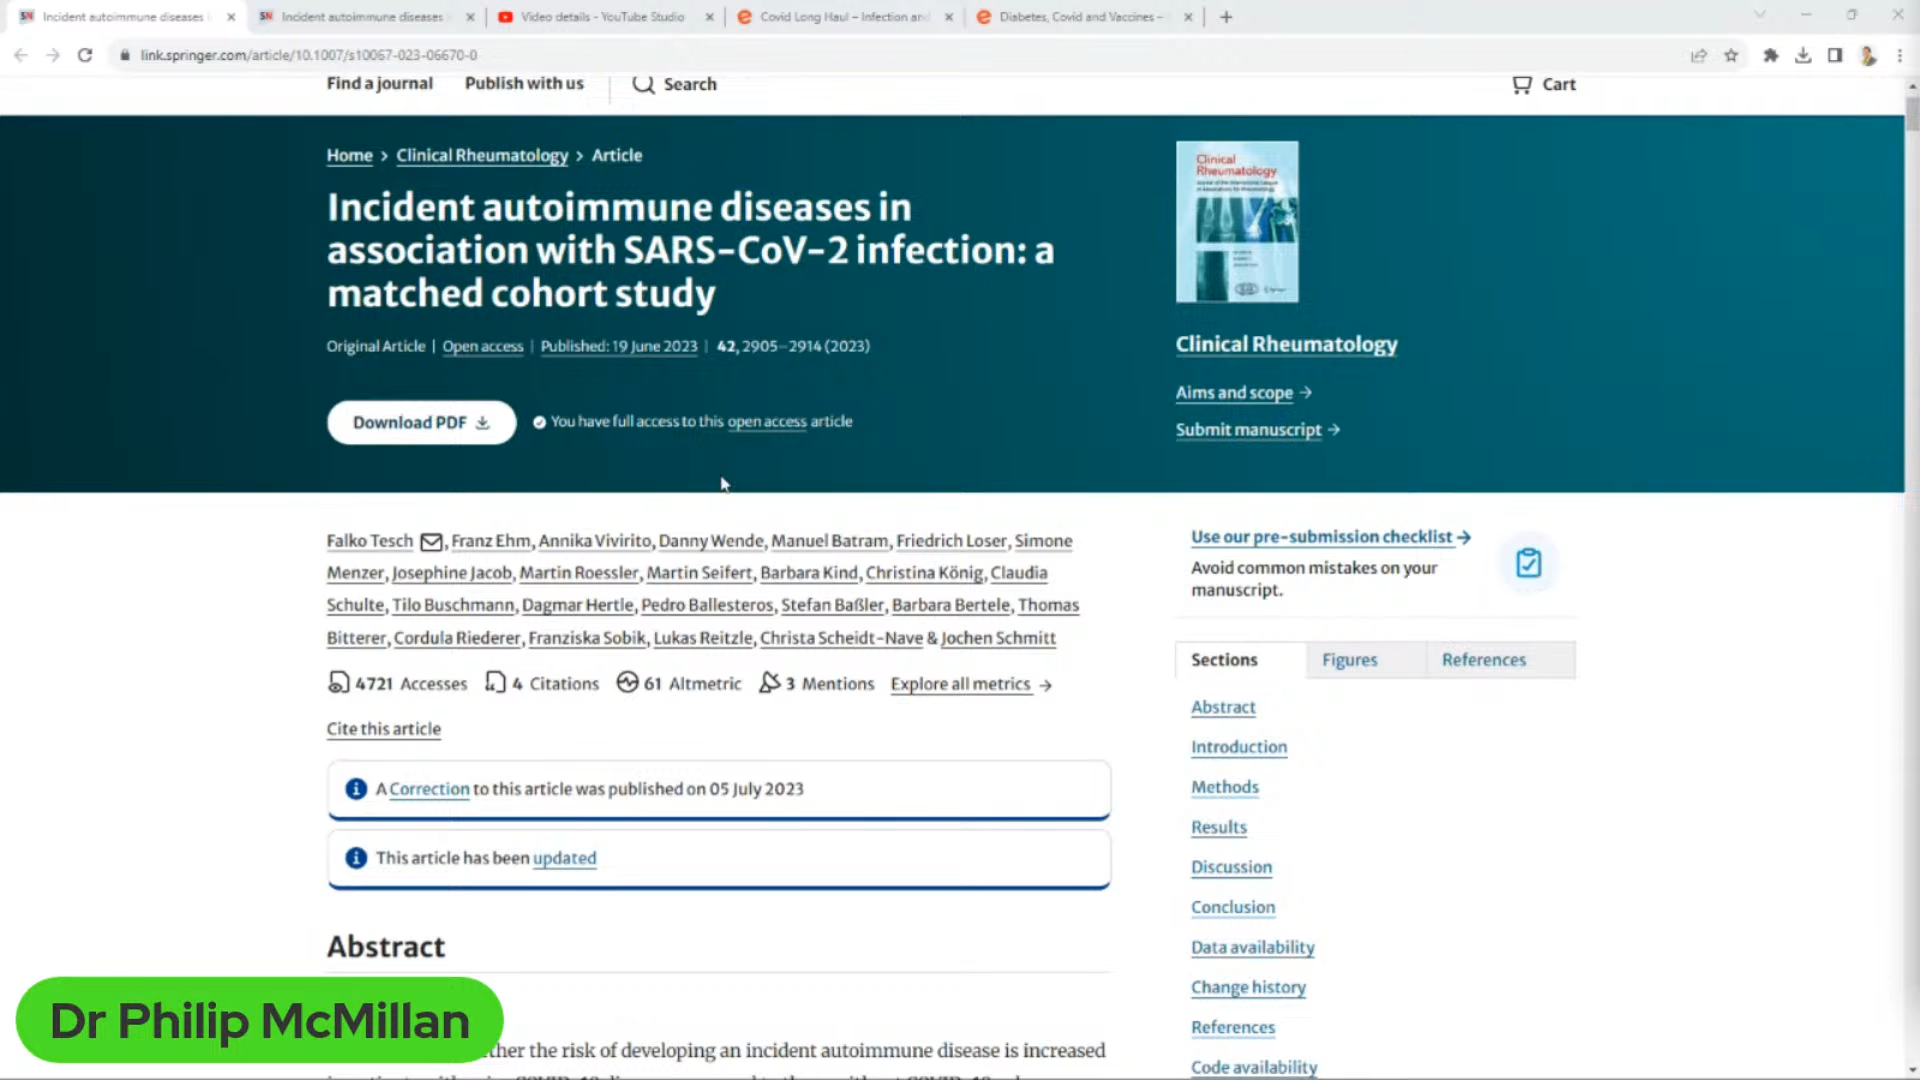 Incident autoimmune diseases i
Incident autoimmune diseases
Video details - YouTube Studio
Covid Long Haul – Infection and
Diabetes, Covid and Vaccines –
link.springer.com/article/10.1007/s10067-023-06670-0
Find a journal
Publish with us
Search
Cart
Home > Clinical Rheumatology > Article
Incident autoimmune diseases in
association with SARS-CoV-2 infection: a
matched cohort study
Original Article | Open access | Published: 19 June 2023 | 42, 2905–2914 (2023)
Download PDF
You have full access to this open access article
Clinical
Rheumatology
Clinical Rheumatology
Aims and scope →
Submit manuscript →
Falko Tesch, Franz Ehm, Annika Vivirito, Danny Wende, Manuel Batram, Friedrich Loser, Simone
Menzer, Josephine Jacob, Martin Roessler, Martin Seifert, Barbara Kind, Christina König, Claudia
Schulte, Tilo Buschmann, Dagmar Hertle, Pedro Ballesteros, Stefan Baßler, Barbara Bertele, Thomas
Bitterer, Cordula Riederer, Franziska Sobik, Lukas Reitzle, Christa Scheidt-Nave & Jochen Schmitt
4721 Accesses
4 Citations
61 Altmetric
3 Mentions
Explore all metrics →
Cite this article
A Correction to this article was published on 05 July 2023
This article has been updated
Abstract
Use our pre-submission checklist →
Avoid common mistakes on your
manuscript.
Sections
Figures
References
Abstract
Introduction
Methods
Results
Discussion
Conclusion
Data availability
Change history
References
Code availability
Dr Philip McMillan
the risk of developing an incident autoimmune disease is increased